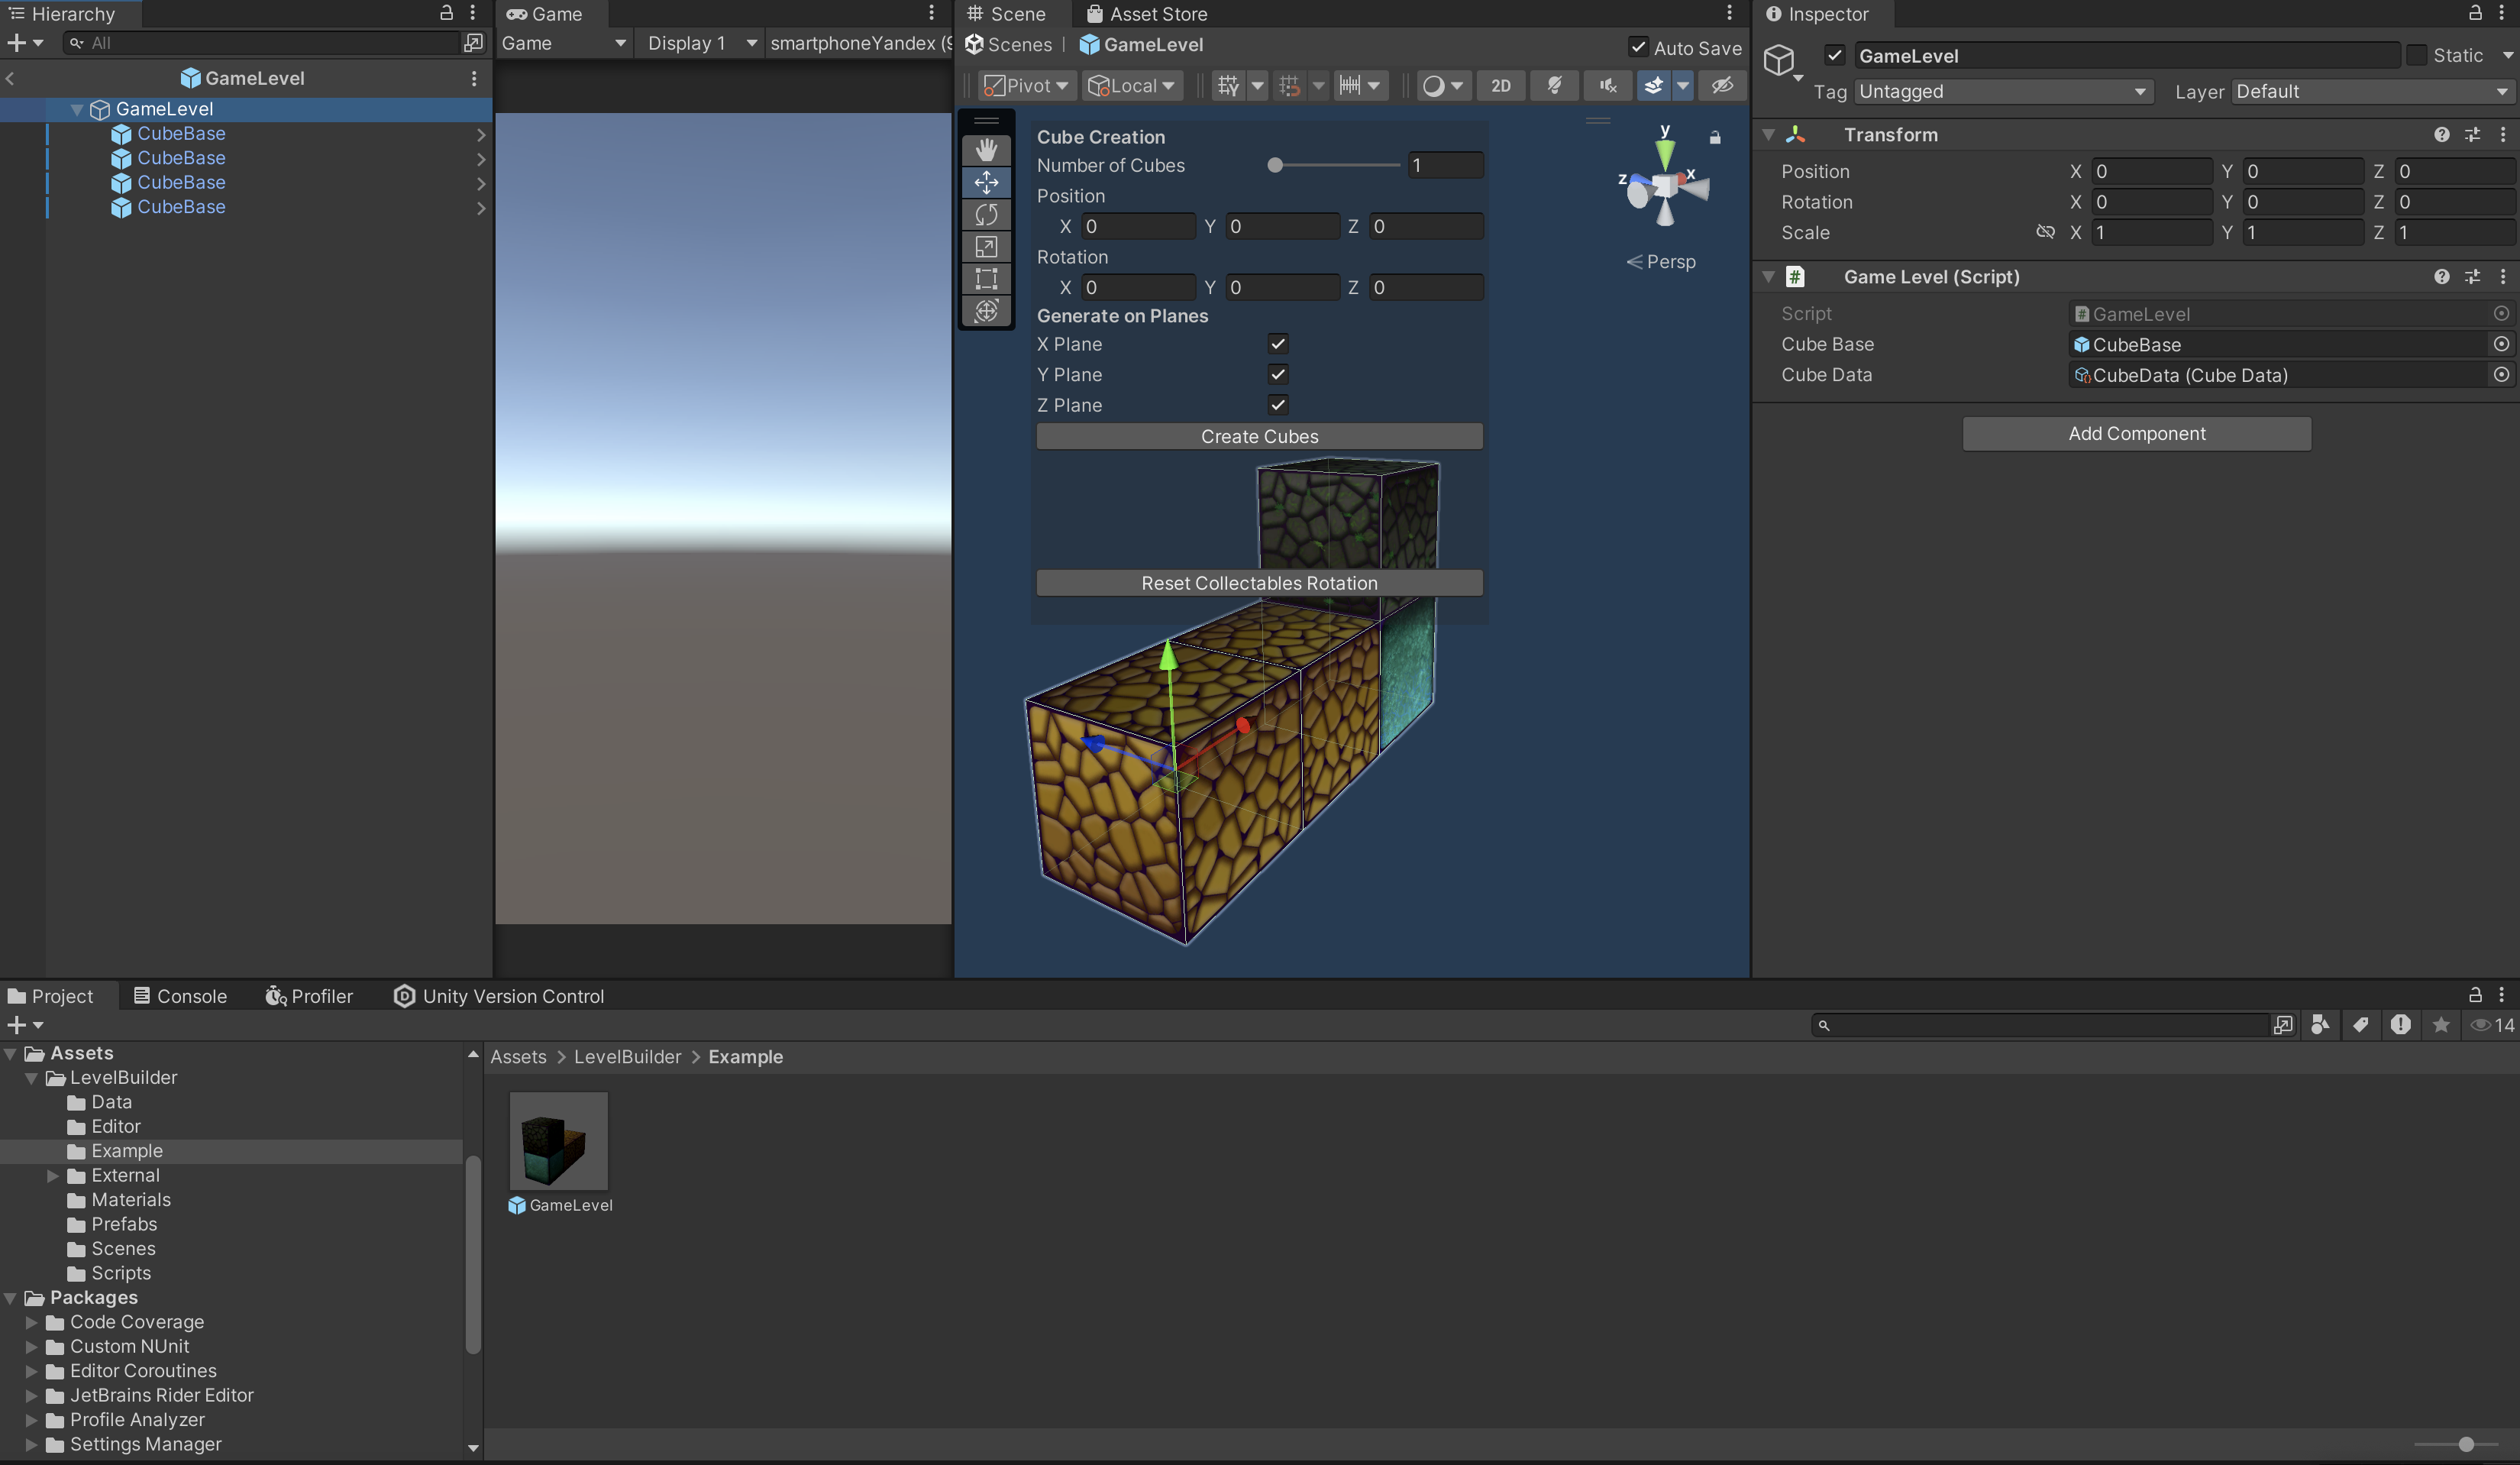 Hierarchy
All
GameLevel
GameLevel
CubeBase
CubeBase
CubeBase
CubeBase
Game
Game
Display 1
smartphoneYandex (9
Scene
Asset Store
Scenes | GameLevel
Auto Save
Pivot
Local
2D
Cube Creation
Number of Cubes 1
Position
X 0 Y 0 Z 0
Rotation
X 0 Y 0 Z 0
Generate on Planes
X Plane
Y Plane
Z Plane
Create Cubes
Reset Collectables Rotation
y
z
x
Persp
Inspector
GameLevel
Static
Tag Untagged Layer Default
Transform
Position X 0 Y 0 Z 0
Rotation X 0 Y 0 Z 0
Scale X 1 Y 1 Z 1
# Game Level (Script)
Script # GameLevel
Cube Base CubeBase
Cube Data CubeData (Cube Data)
Add Component
Project
Console
Profiler
Unity Version Control
14
Assets
LevelBuilder
Data
Editor
Example
External
Materials
Prefabs
Scenes
Scripts
Packages
Code Coverage
Custom NUnit
Editor Coroutines
JetBrains Rider Editor
Profile Analyzer
Settings Manager
Assets > LevelBuilder > Example
GameLevel